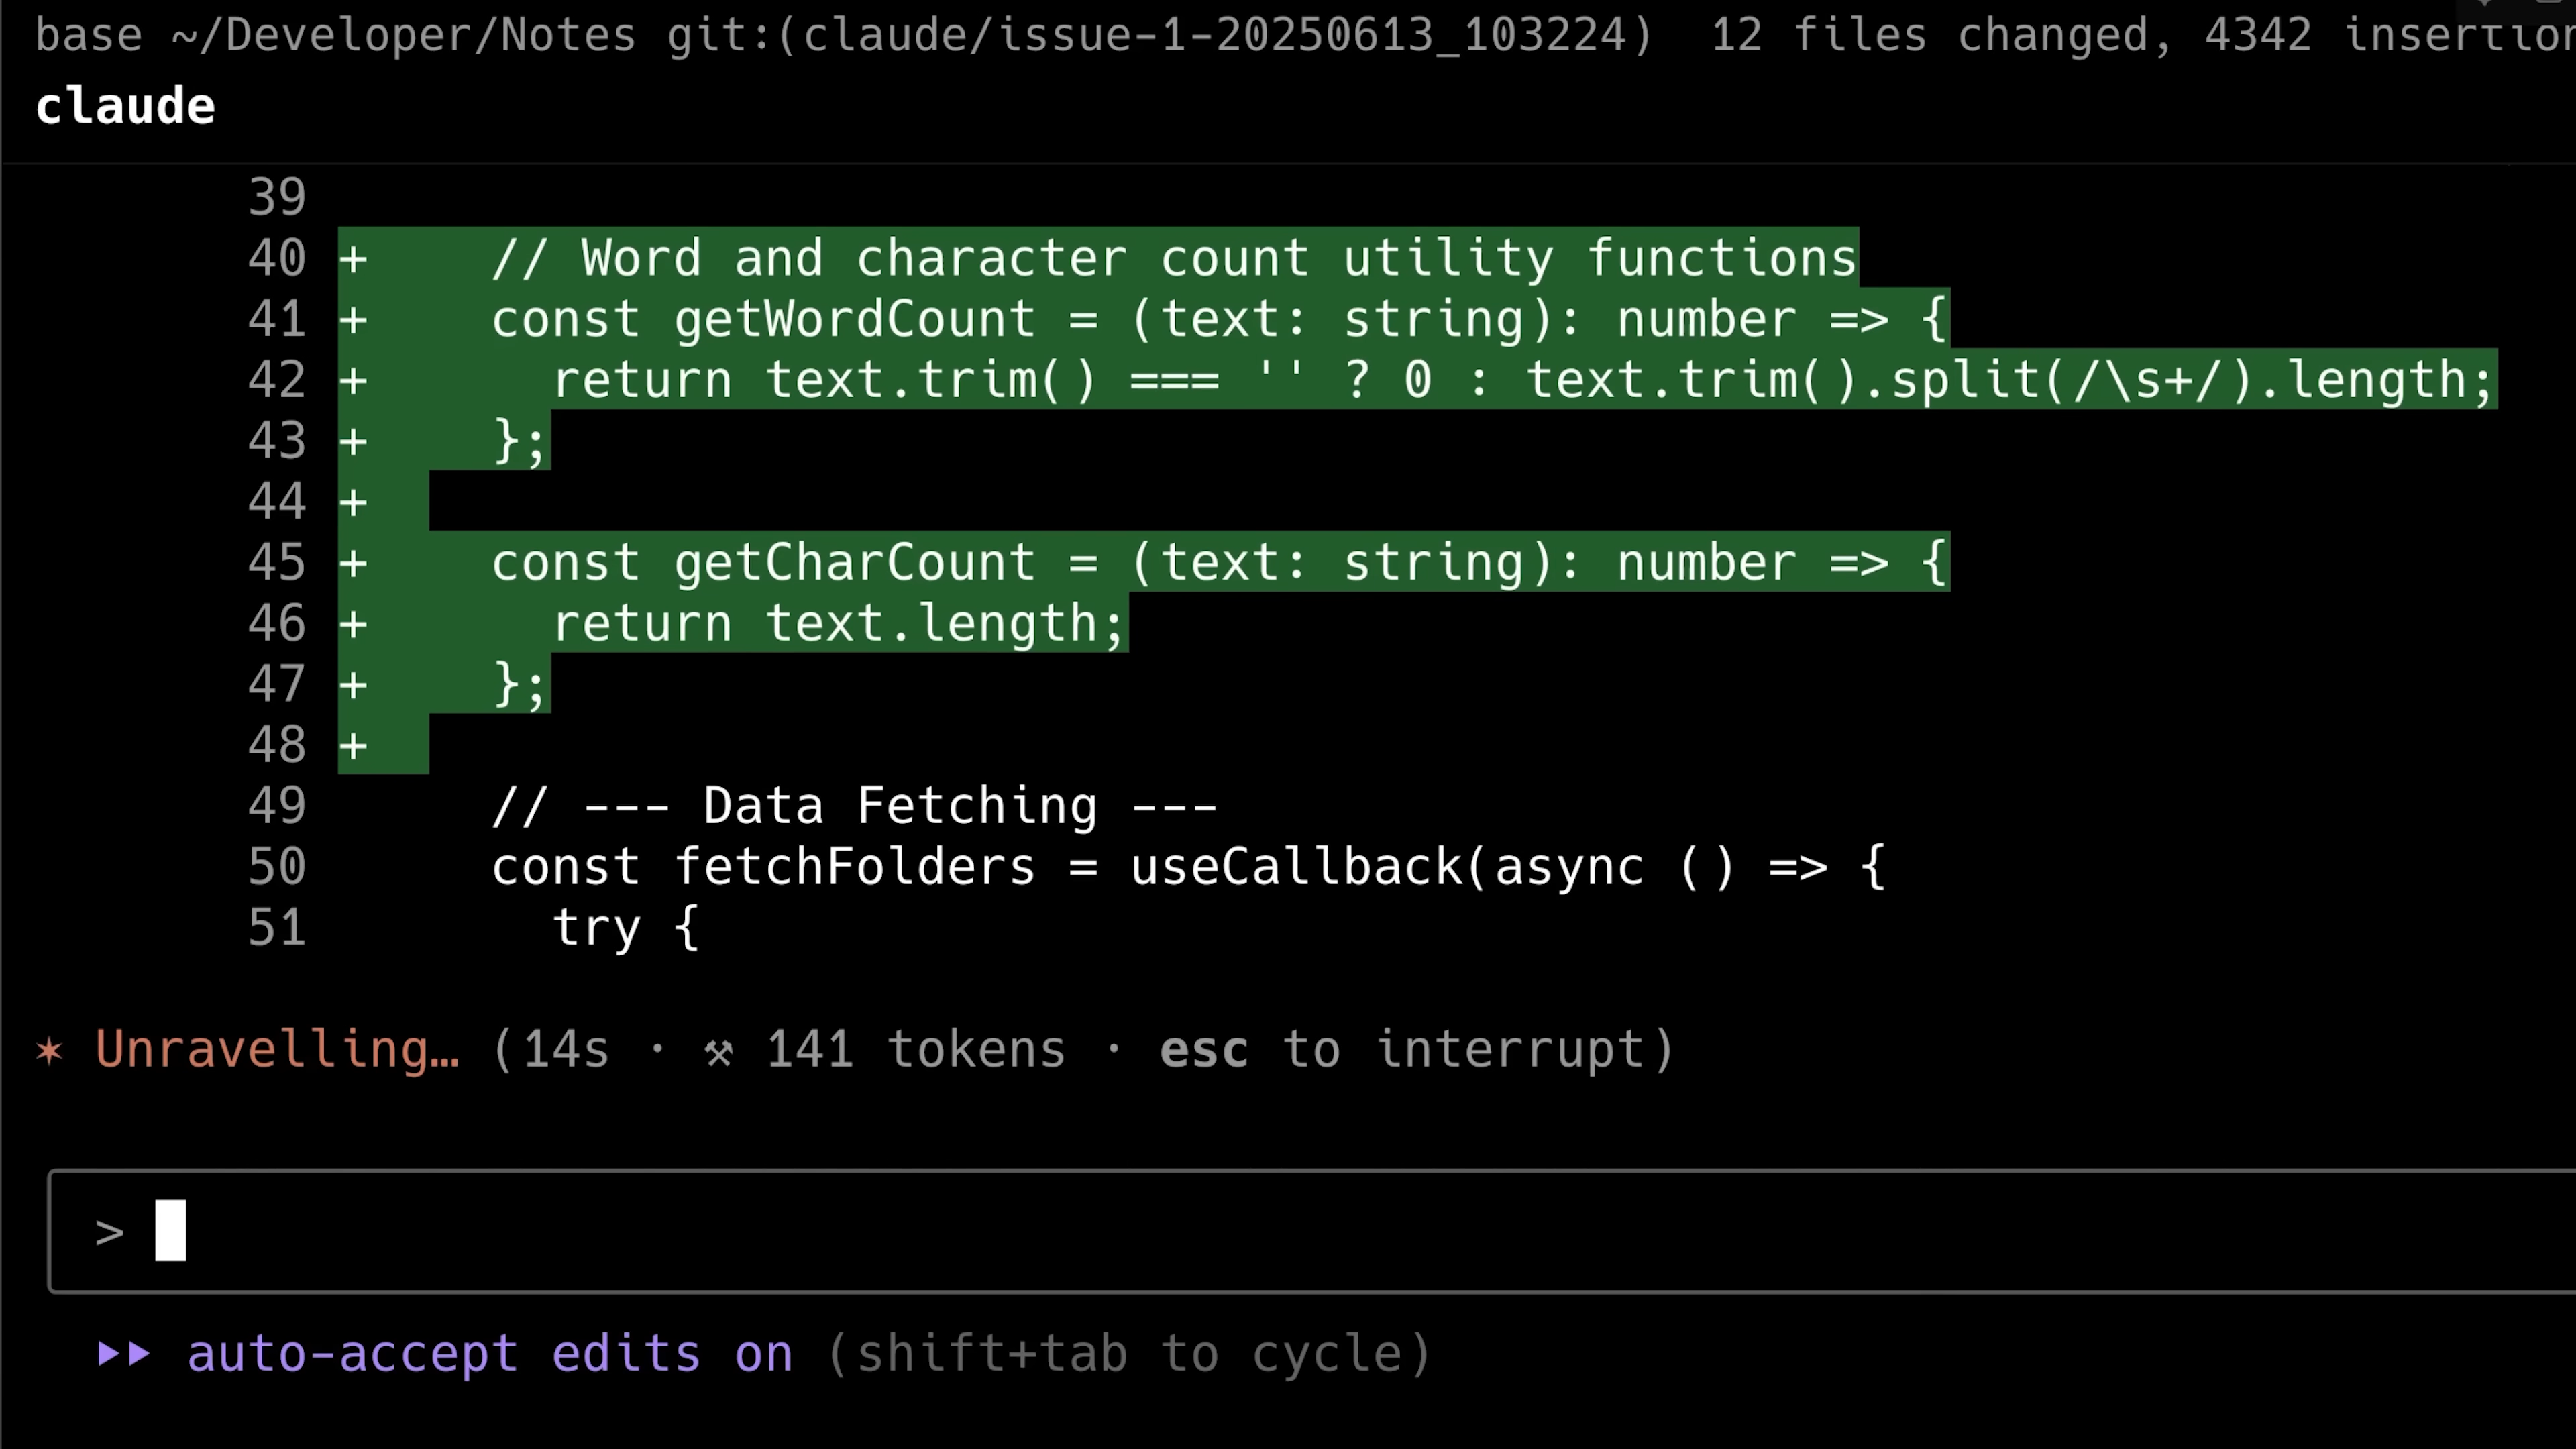 base ~/Developer/Notes git:(claude/issue-1-20250613_103224) 12 files changed, 4342
claude
39
40 + // Word and character count utility functions
41 + const getWordCount = (text: string): number => {
42 + return text.trim() === '' ? 0 : text.trim().split(/\s+/).length;
43 + };
44 +
45 + const getCharCount = (text: string): number => {
46 + return text.length;
47 + };
48 +
49 // --- Data Fetching ---
50 const fetchFolders = useCallback(async () => {
51 try {
✶ Unravelling… (14s · ⚒ 141 tokens · esc to interrupt)
>
⏵⏵ auto-accept edits on (shift+tab to cycle)